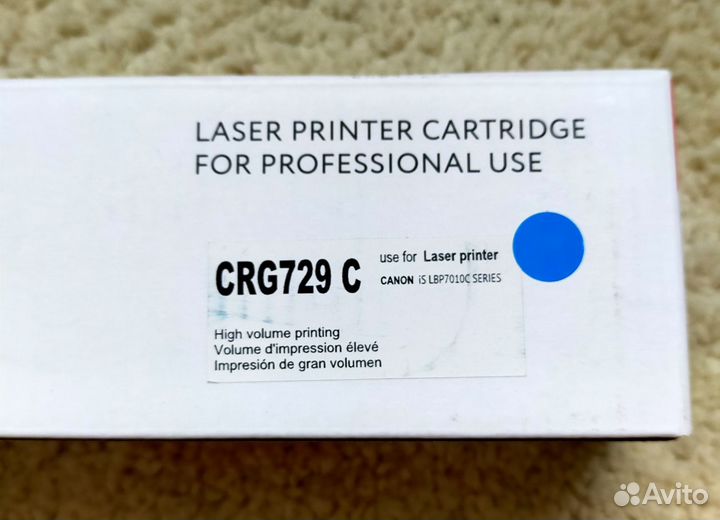 LASER PRINTER CARTRIDGE
FOR PROFESSIONAL USE
CRG729 C
use for Laser printer
CANON iS LBP7010C SERIES
High volume printing
Volume d'impression élevé
Impresión de gran volumen
Avito